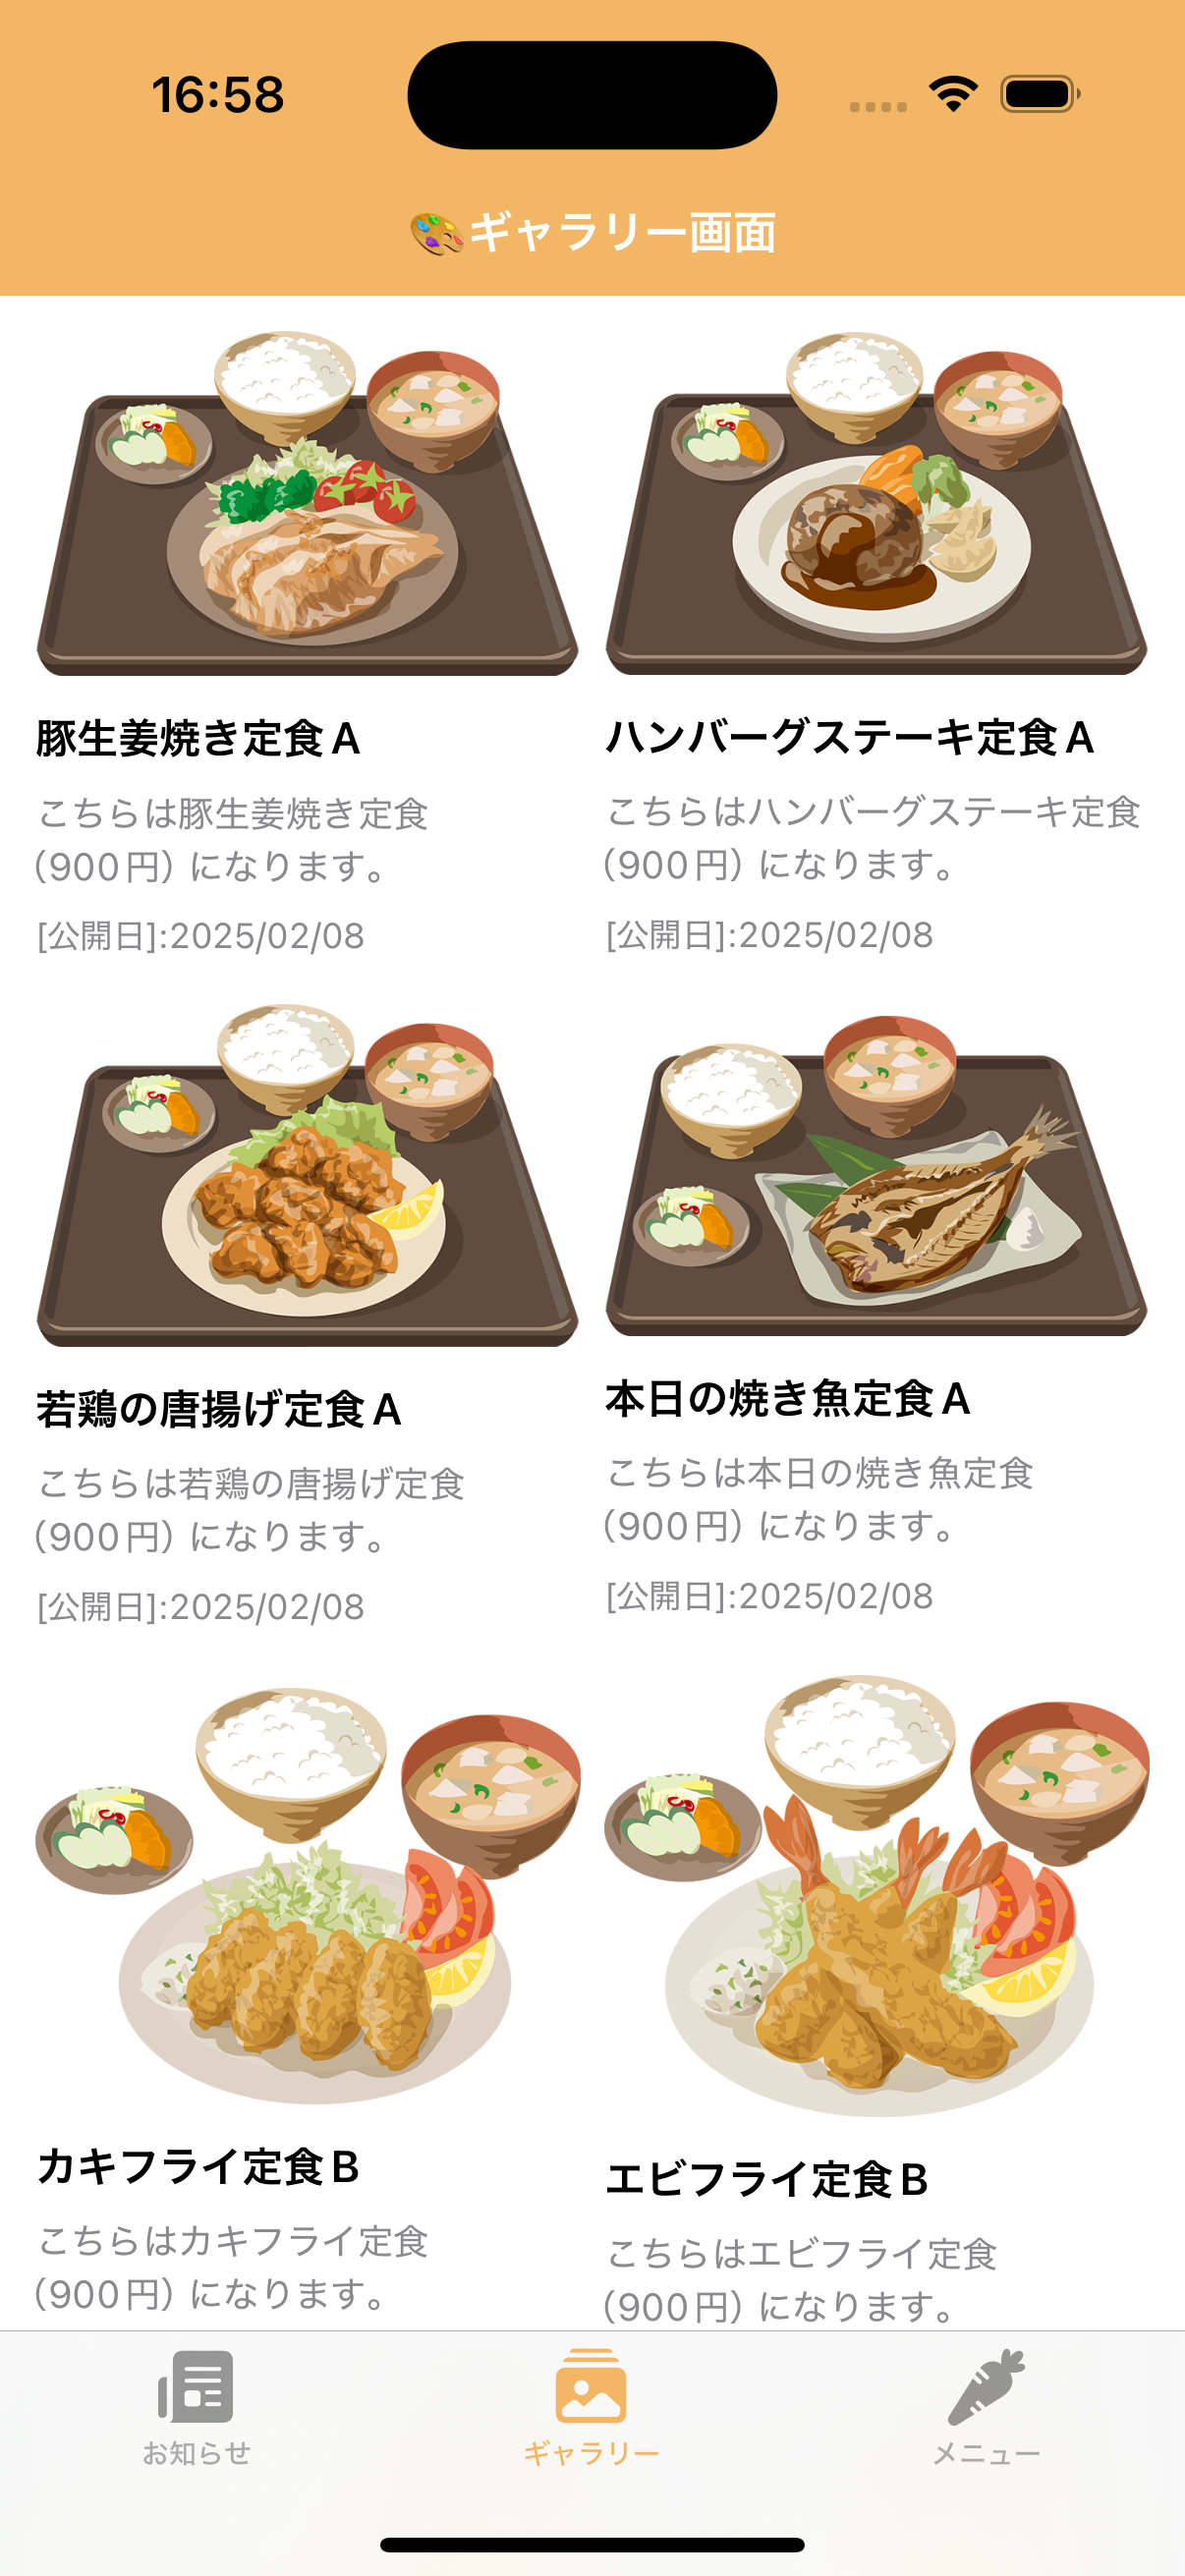 16:58
ギャラリー画面
豚生姜焼き定食A
こちらは豚生姜焼き定食
（900円）になります。
[公開日]:2025/02/08
ハンバーグステーキ定食A
こちらはハンバーグステーキ定食
（900円）になります。
[公開日]:2025/02/08
若鶏の唐揚げ定食A
こちらは若鶏の唐揚げ定食
（900円）になります。
[公開日]:2025/02/08
本日の焼き魚定食A
こちらは本日の焼き魚定食
（900円）になります。
[公開日]:2025/02/08
カキフライ定食B
こちらはカキフライ定食
（900円）になります。
エビフライ定食B
こちらはエビフライ定食
（900円）になります。
お知らせ
ギャラリー
メニュー